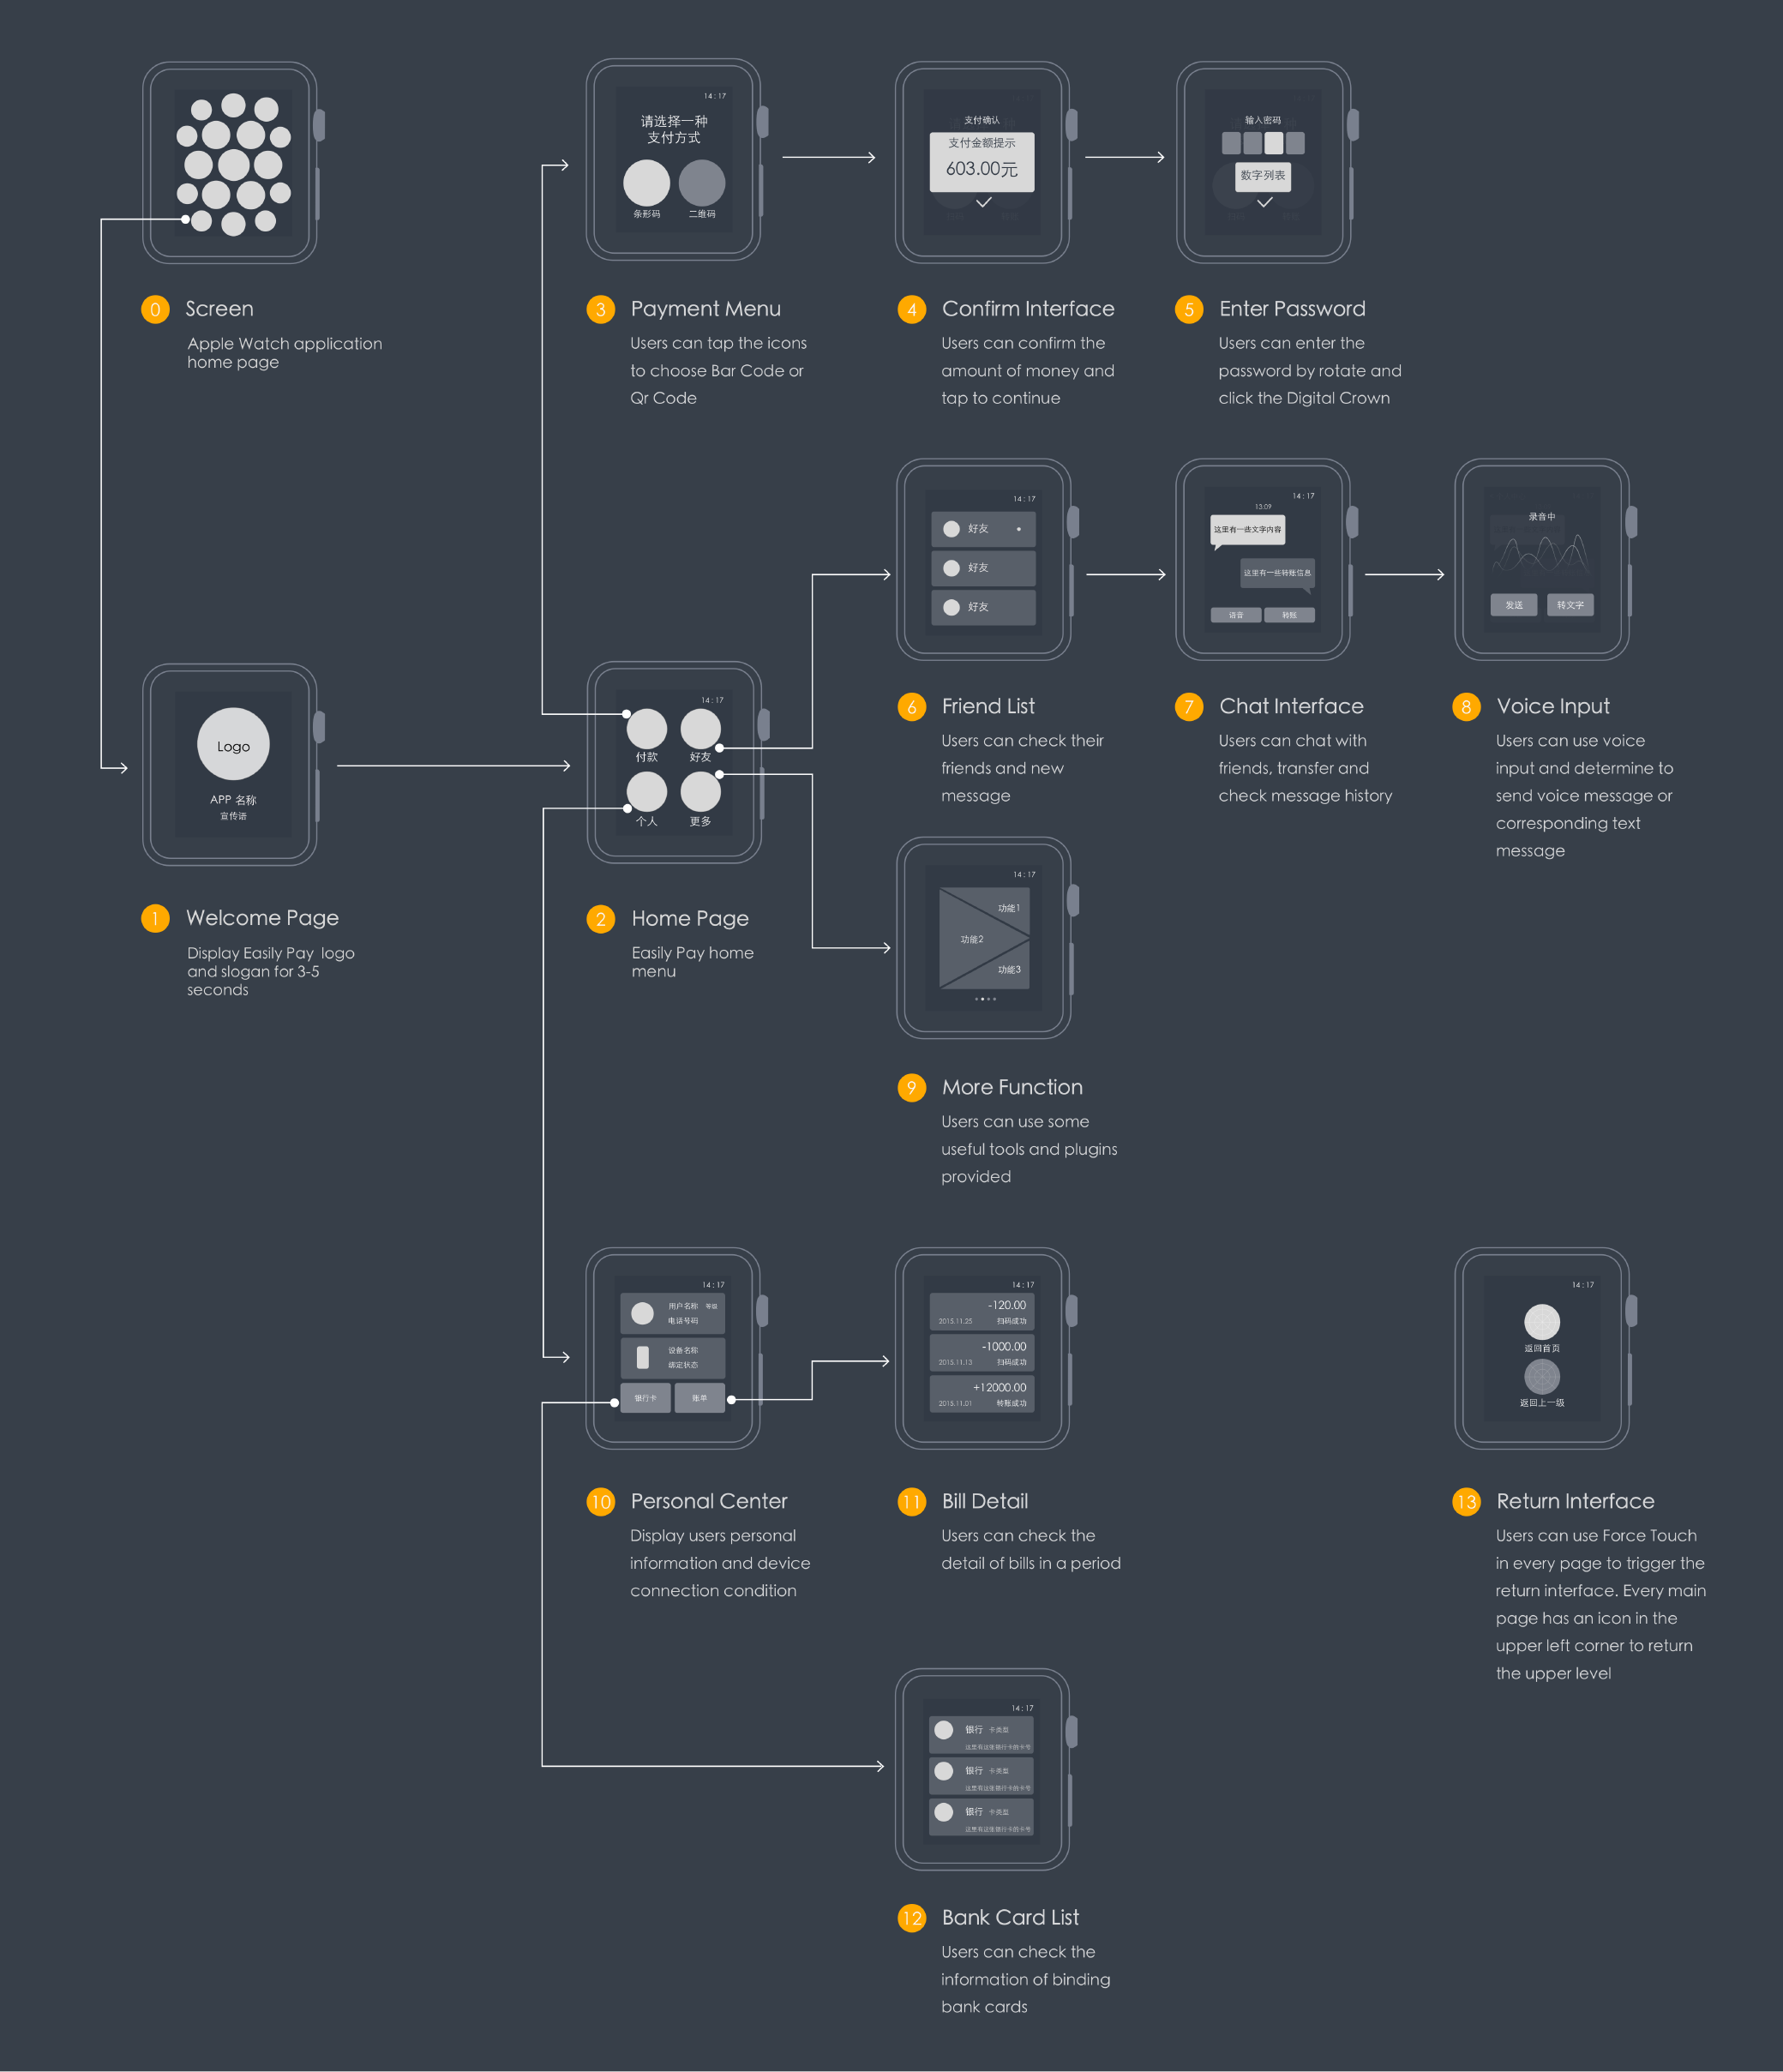 0 Screen
Apple Watch application
home page
14 : 17
请选择一种
支付方式
条形码 二维码
3 Payment Menu
Users can tap the icons
to choose Bar Code or
Qr Code
支付确认
支付金额提示
603.00元
4 Confirm Interface
Users can confirm the
amount of money and
tap to continue
输入密码
数字列表
5 Enter Password
Users can enter the
password by rotate and
click the Digital Crown
14 : 17
好友
好友
好友
6 Friend List
Users can check their
friends and new
message
14 : 17
13:09
这里有一些文字内容
这里有一些转账信息
语音 转账
7 Chat Interface
Users can chat with
friends, transfer and
check message history
录音中
发送 转文字
8 Voice Input
Users can use voice
input and determine to
send voice message or
corresponding text
message
Logo
APP 名称
宣传语
1 Welcome Page
Display Easily Pay logo
and slogan for 3-5
seconds
14 : 17
付款 好友
个人 更多
2 Home Page
Easily Pay home
menu
14 : 17
功能1
功能2
功能3
9 More Function
Users can use some
useful tools and plugins
provided
14 : 17
用户名称 等级
电话号码
设备名称
绑定状态
银行卡 账单
10 Personal Center
Display users personal
information and device
connection condition
14 : 17
-120.00
2015.11.25 扫码成功
-1000.00
2015.11.13 扫码成功
+12000.00
2015.11.01 转账成功
11 Bill Detail
Users can check the
detail of bills in a period
14 : 17
返回首页
返回上一级
13 Return Interface
Users can use Force Touch
in every page to trigger the
return interface. Every main
page has an icon in the
upper left corner to return
the upper level
14 : 17
银行 卡类型
这里有这张银行卡的卡号
银行 卡类型
这里有这张银行卡的卡号
银行 卡类型
这里有这张银行卡的卡号
12 Bank Card List
Users can check the
information of binding
bank cards